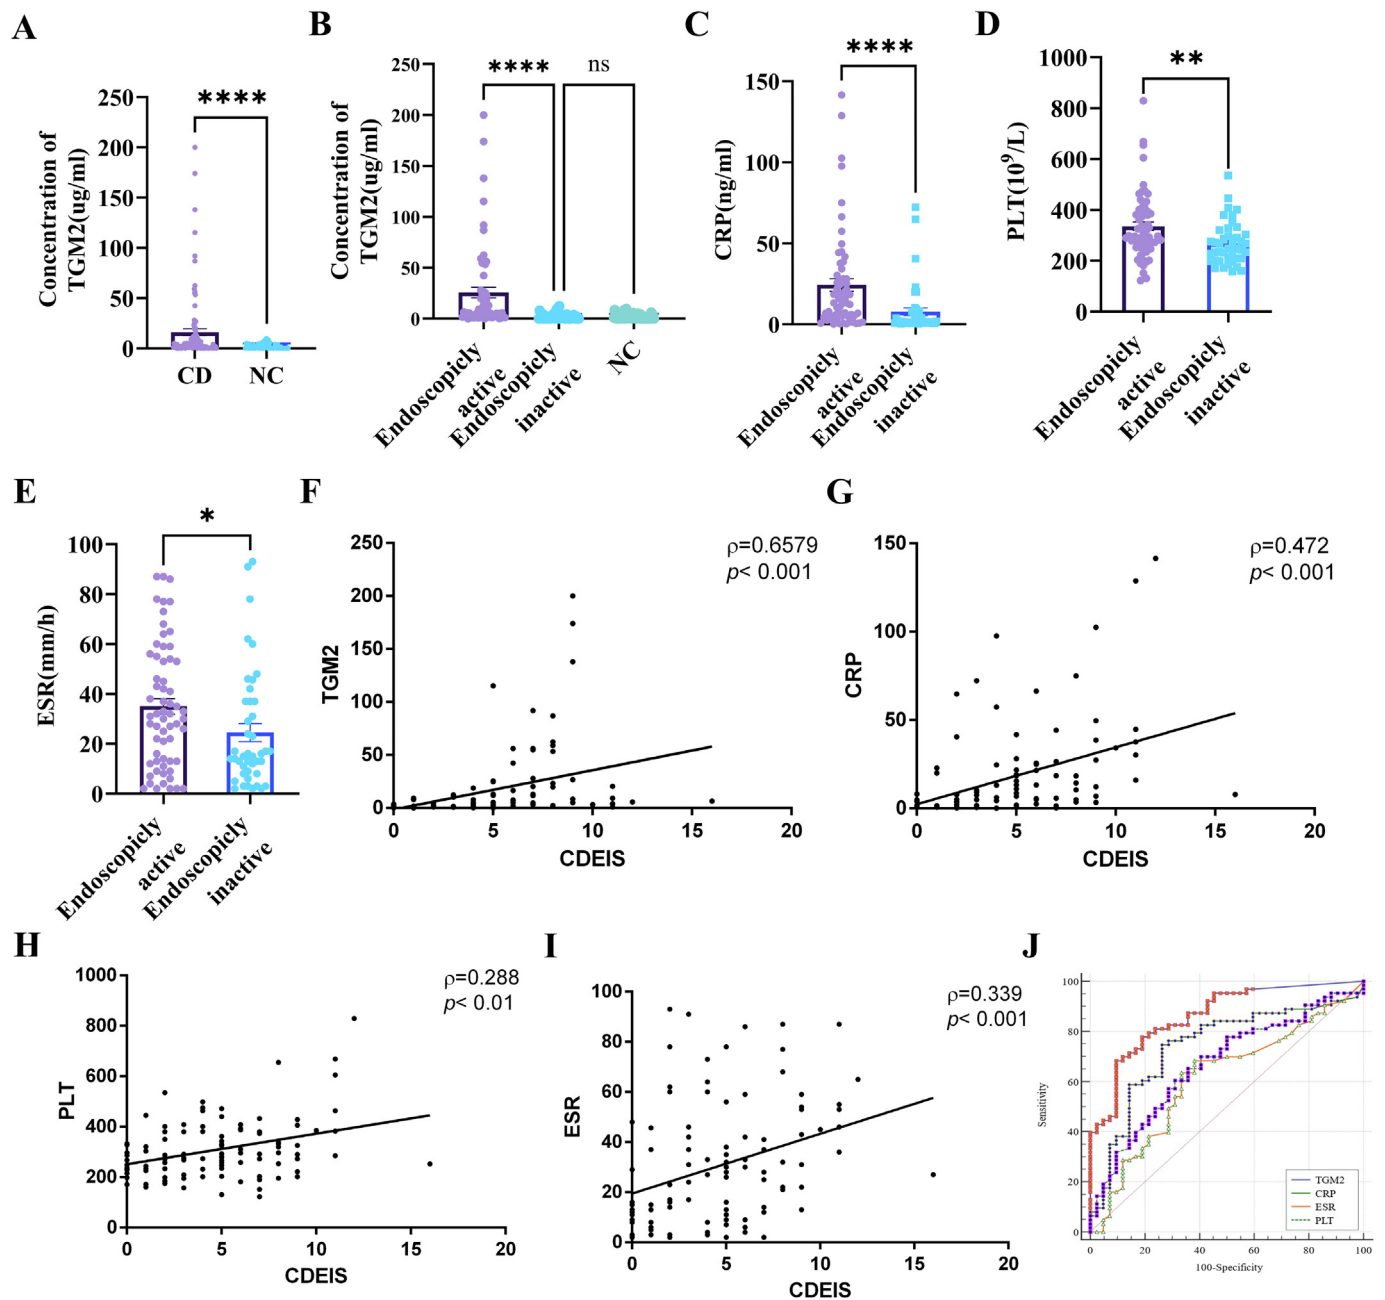 A
Concentration of
TGM2(ug/ml)
250
200
150
100
50
0
****
CD
NC
B
Concentration of
TGM2(ug/ml)
250
200
150
100
50
0
****
ns
Endoscopicly
active
Endoscopicly
inactive
NC
C
CRP(ng/ml)
150
100
50
0
****
Endoscopicly
active
Endoscopicly
inactive
D
PLT(10⁹/L)
1000
800
600
400
200
0
**
Endoscopicly
active
Endoscopicly
inactive
E
ESR(mm/h)
100
80
60
40
20
0
*
Endoscopicly
active
Endoscopicly
inactive
F
TGM2
250
200
150
100
50
0
0 5 10 15 20
CDEIS
ρ=0.6579
p< 0.001
G
CRP
150
100
50
0
0 5 10 15 20
CDEIS
ρ=0.472
p< 0.001
H
PLT
1000
800
600
400
200
0
0 5 10 15 20
CDEIS
ρ=0.288
p< 0.01
I
ESR
100
80
60
40
20
0
0 5 10 15 20
CDEIS
ρ=0.339
p< 0.001
J
Sensitivity
100
80
60
40
20
0
0 20 40 60 80 100
100-Specificity
TGM2
CRP
ESR
PLT